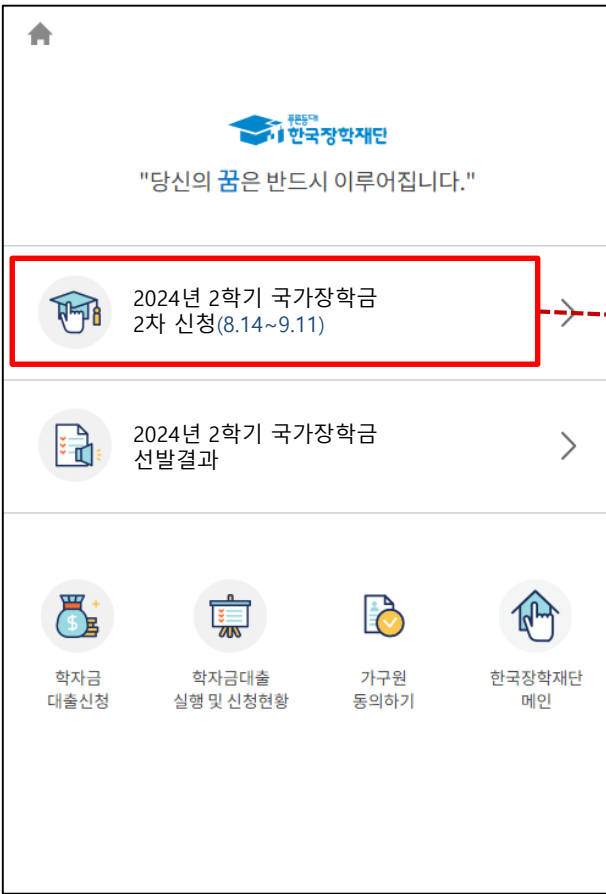 푸른등대
한국장학재단
"당신의 꿈은 반드시 이루어집니다."
2024년 2학기 국가장학금
2차 신청(8.14~9.11)
2024년 2학기 국가장학금
선발결과
학자금
대출신청
학자금대출
실행 및 신청현황
가구원
동의하기
한국장학재단
메인